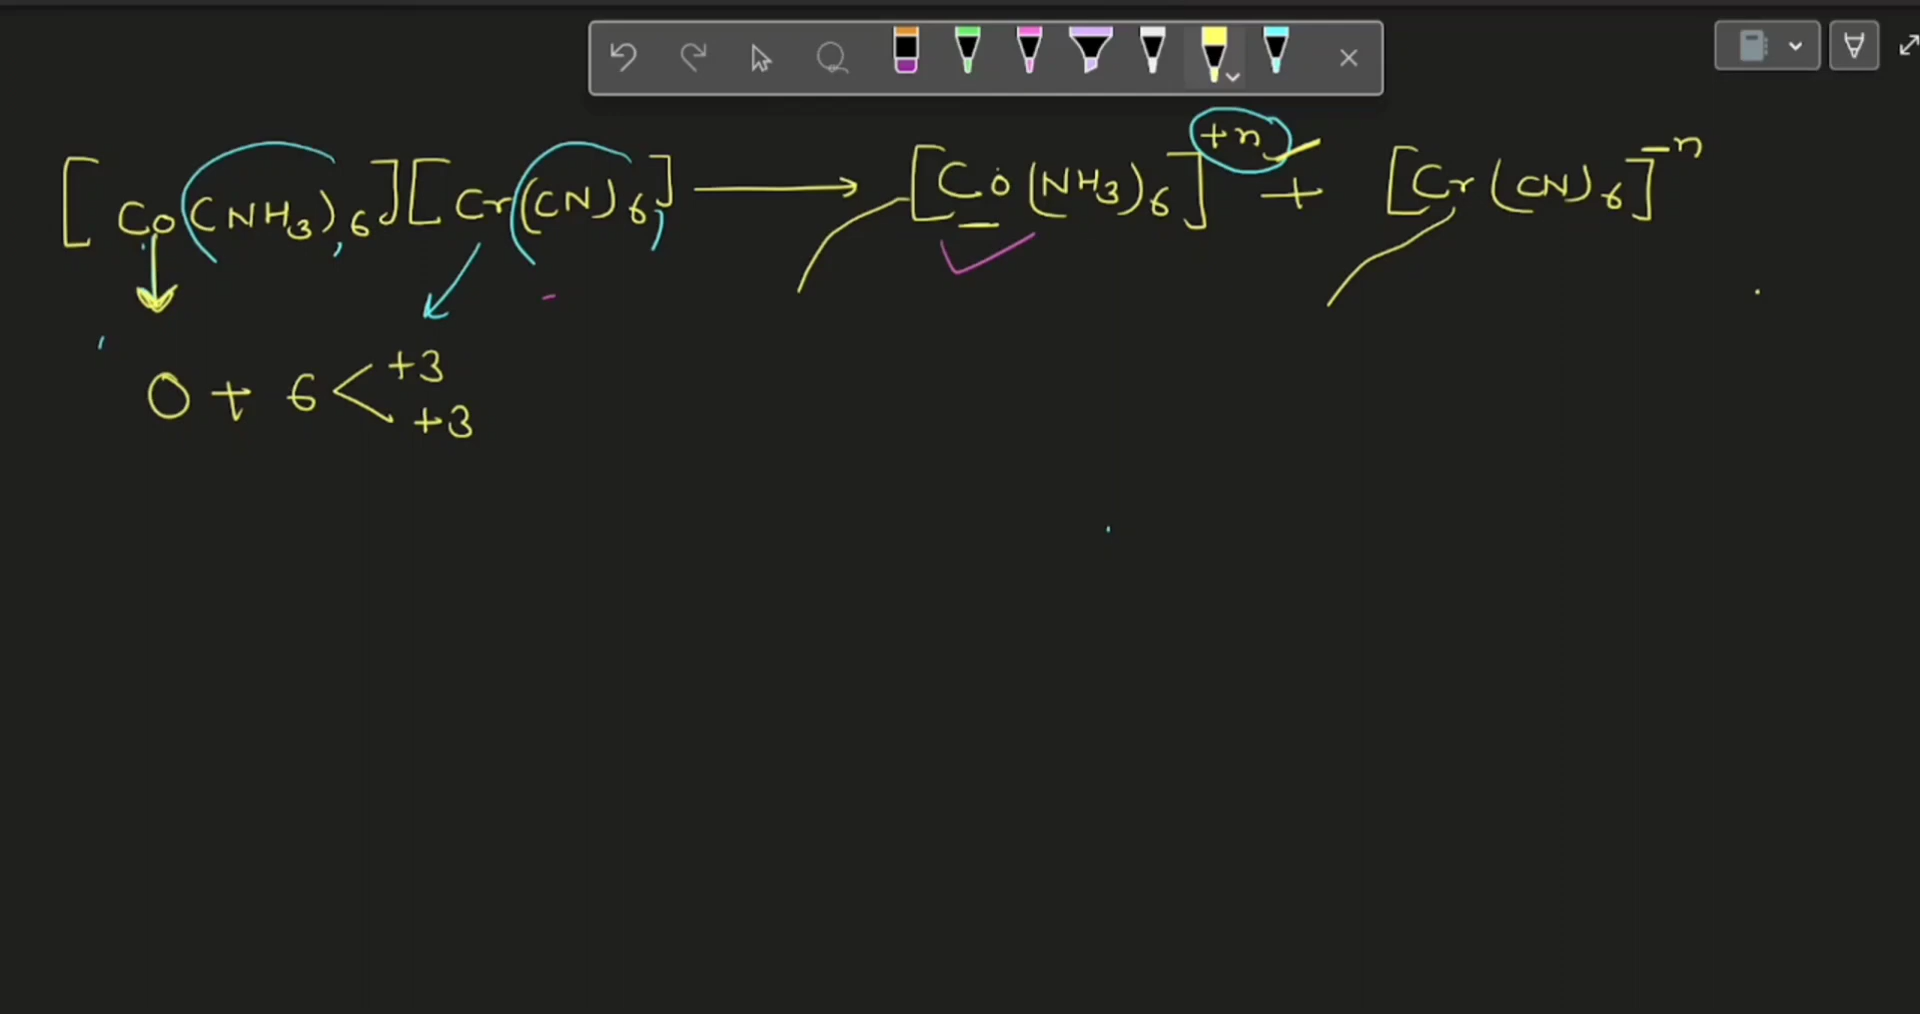 [Co(NH3)6][Cr(CN)6] ⟶ [Co(NH3)6]^+n + [Cr(CN)6]^-n
0 + 6 < +3
+3